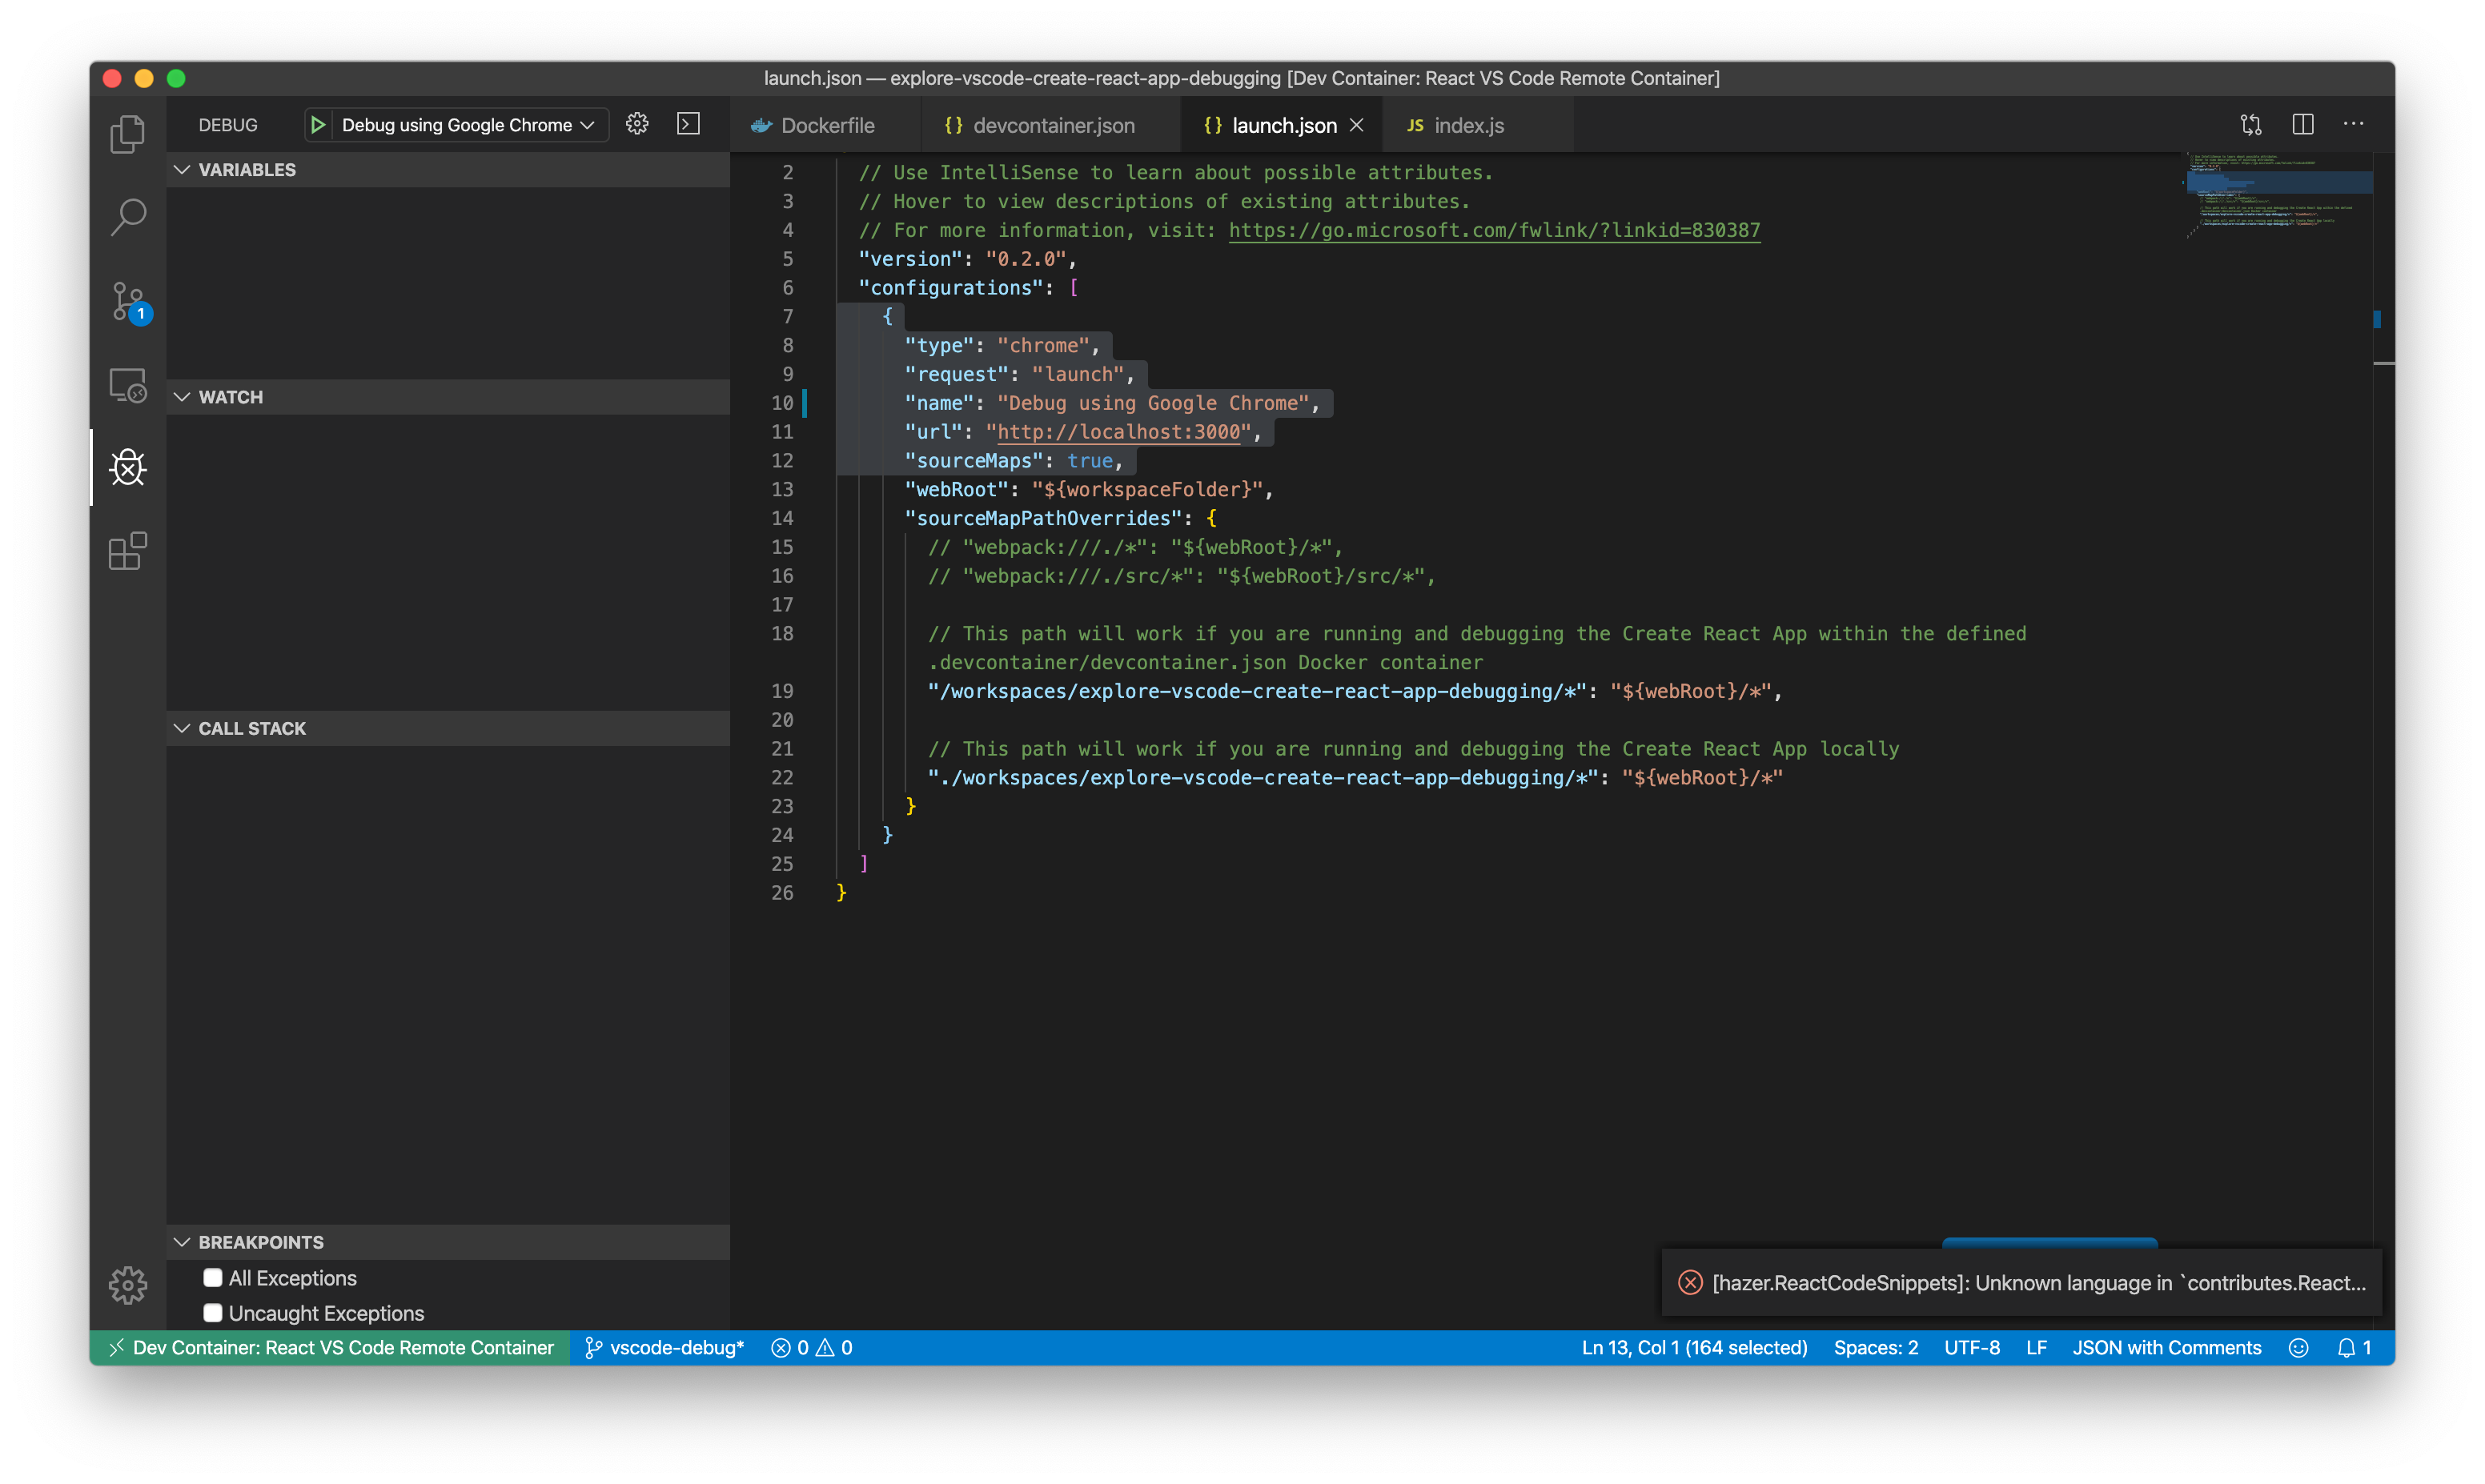 launch.json — explore-vscode-create-react-app-debugging [Dev Container: React VS Code Remote Container]
DEBUG
Debug using Google Chrome
Dockerfile
{} devcontainer.json
{} launch.json
JS index.js
VARIABLES
WATCH
CALL STACK
BREAKPOINTS
All Exceptions
Uncaught Exceptions
1
2 // Use IntelliSense to learn about possible attributes.
3 // Hover to view descriptions of existing attributes.
4 // For more information, visit: https://go.microsoft.com/fwlink/?linkid=830387
5 "version": "0.2.0",
6 "configurations": [
7 {
8 "type": "chrome",
9 "request": "launch",
10 "name": "Debug using Google Chrome",
11 "url": "http://localhost:3000",
12 "sourceMaps": true,
13 "webRoot": "${workspaceFolder}",
14 "sourceMapPathOverrides": {
15 // "webpack:///./*": "${webRoot}/*",
16 // "webpack:///./src/*": "${webRoot}/src/*",
17
18 // This path will work if you are running and debugging the Create React App within the defined
.devcontainer/devcontainer.json Docker container
19 "/workspaces/explore-vscode-create-react-app-debugging/*": "${webRoot}/*",
20
21 // This path will work if you are running and debugging the Create React App locally
22 "./workspaces/explore-vscode-create-react-app-debugging/*": "${webRoot}/*"
23 }
24 }
25 ]
26 }
[hazer.ReactCodeSnippets]: Unknown language in `contributes.React...
Dev Container: React VS Code Remote Container
vscode-debug*
0 0
Ln 13, Col 1 (164 selected)
Spaces: 2
UTF-8
LF
JSON with Comments
1